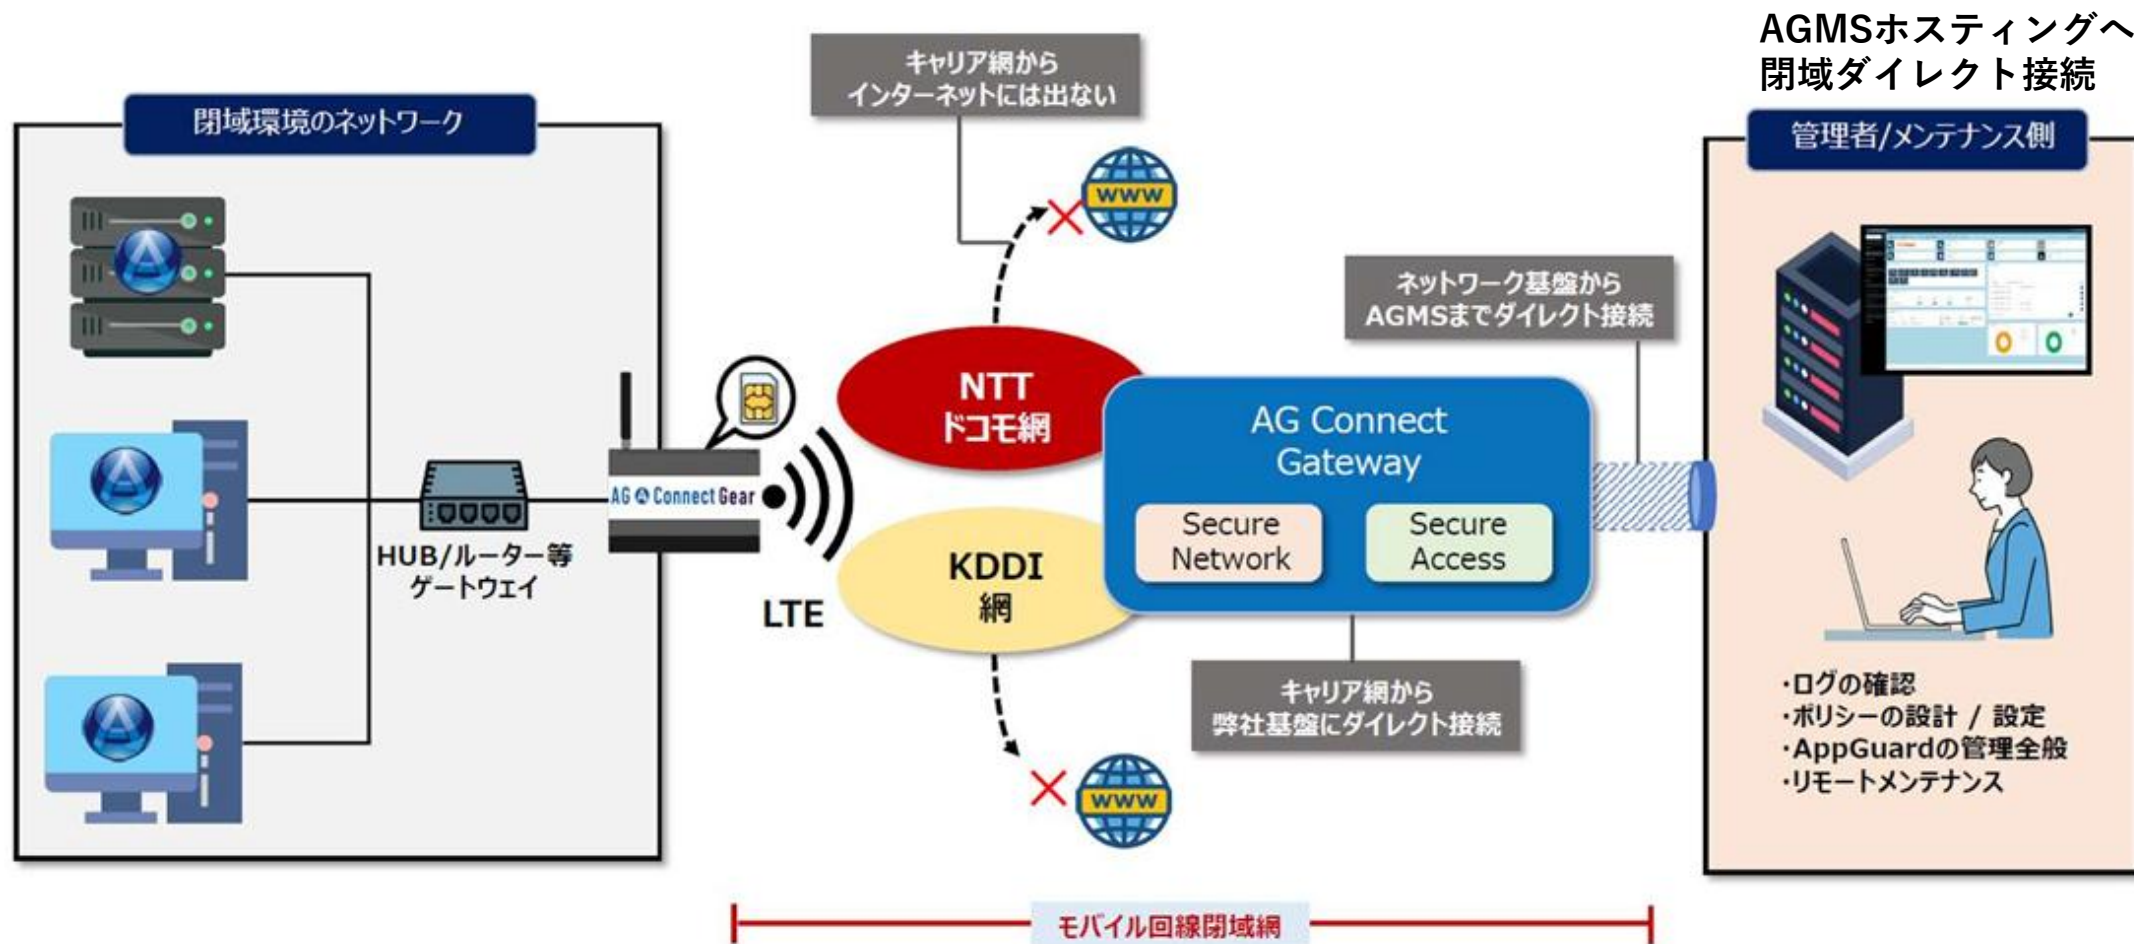 AGMSホスティングへ
閉域ダイレクト接続
キャリア網から
インターネットには出ない
閉域環境のネットワーク
管理者/メンテナンス側
WWW
ネットワーク基盤から
AGMSまでダイレクト接続
NTT
ドコモ網
AG Connect
Gateway
AG Connect Gear
Secure
Network
Secure
Access
HUB/ルーター等
ゲートウェイ
KDDI
網
LTE
キャリア網から
弊社基盤にダイレクト接続
・ログの確認
・ポリシーの設計 / 設定
・AppGuardの管理全般
・リモートメンテナンス
WWW
モバイル回線閉域網